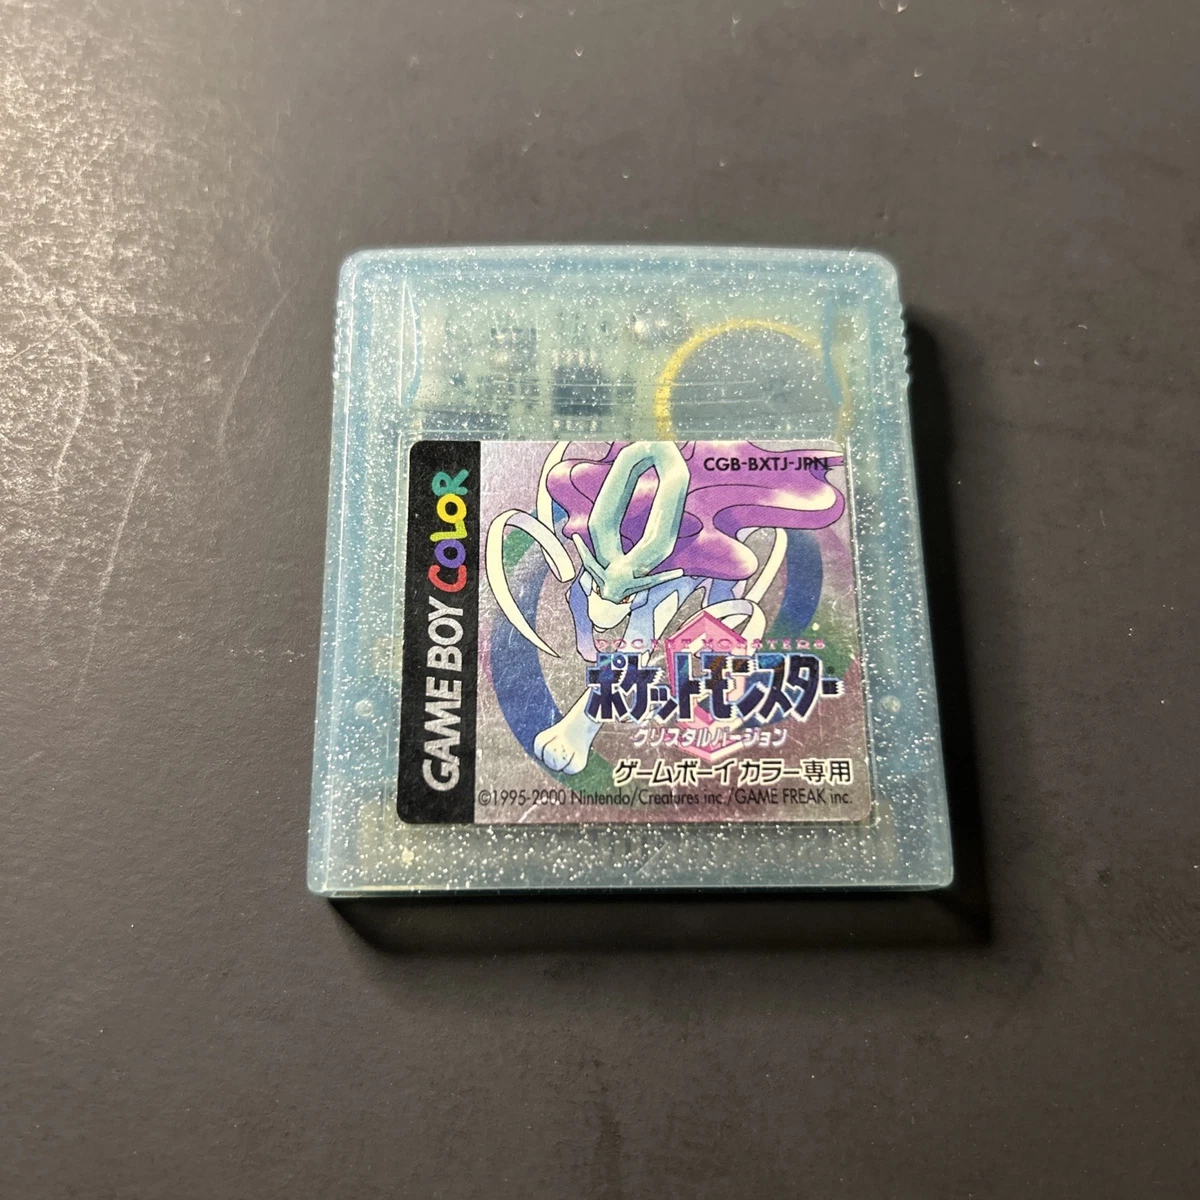 GAME BOY COLOR
CGB-BXTJ-JPN
POCKET MONSTERS
ポケットモンスター
クリスタルバージョン
ゲームボーイカラー専用
©1995-2000 Nintendo/Creatures inc./GAME FREAK inc.